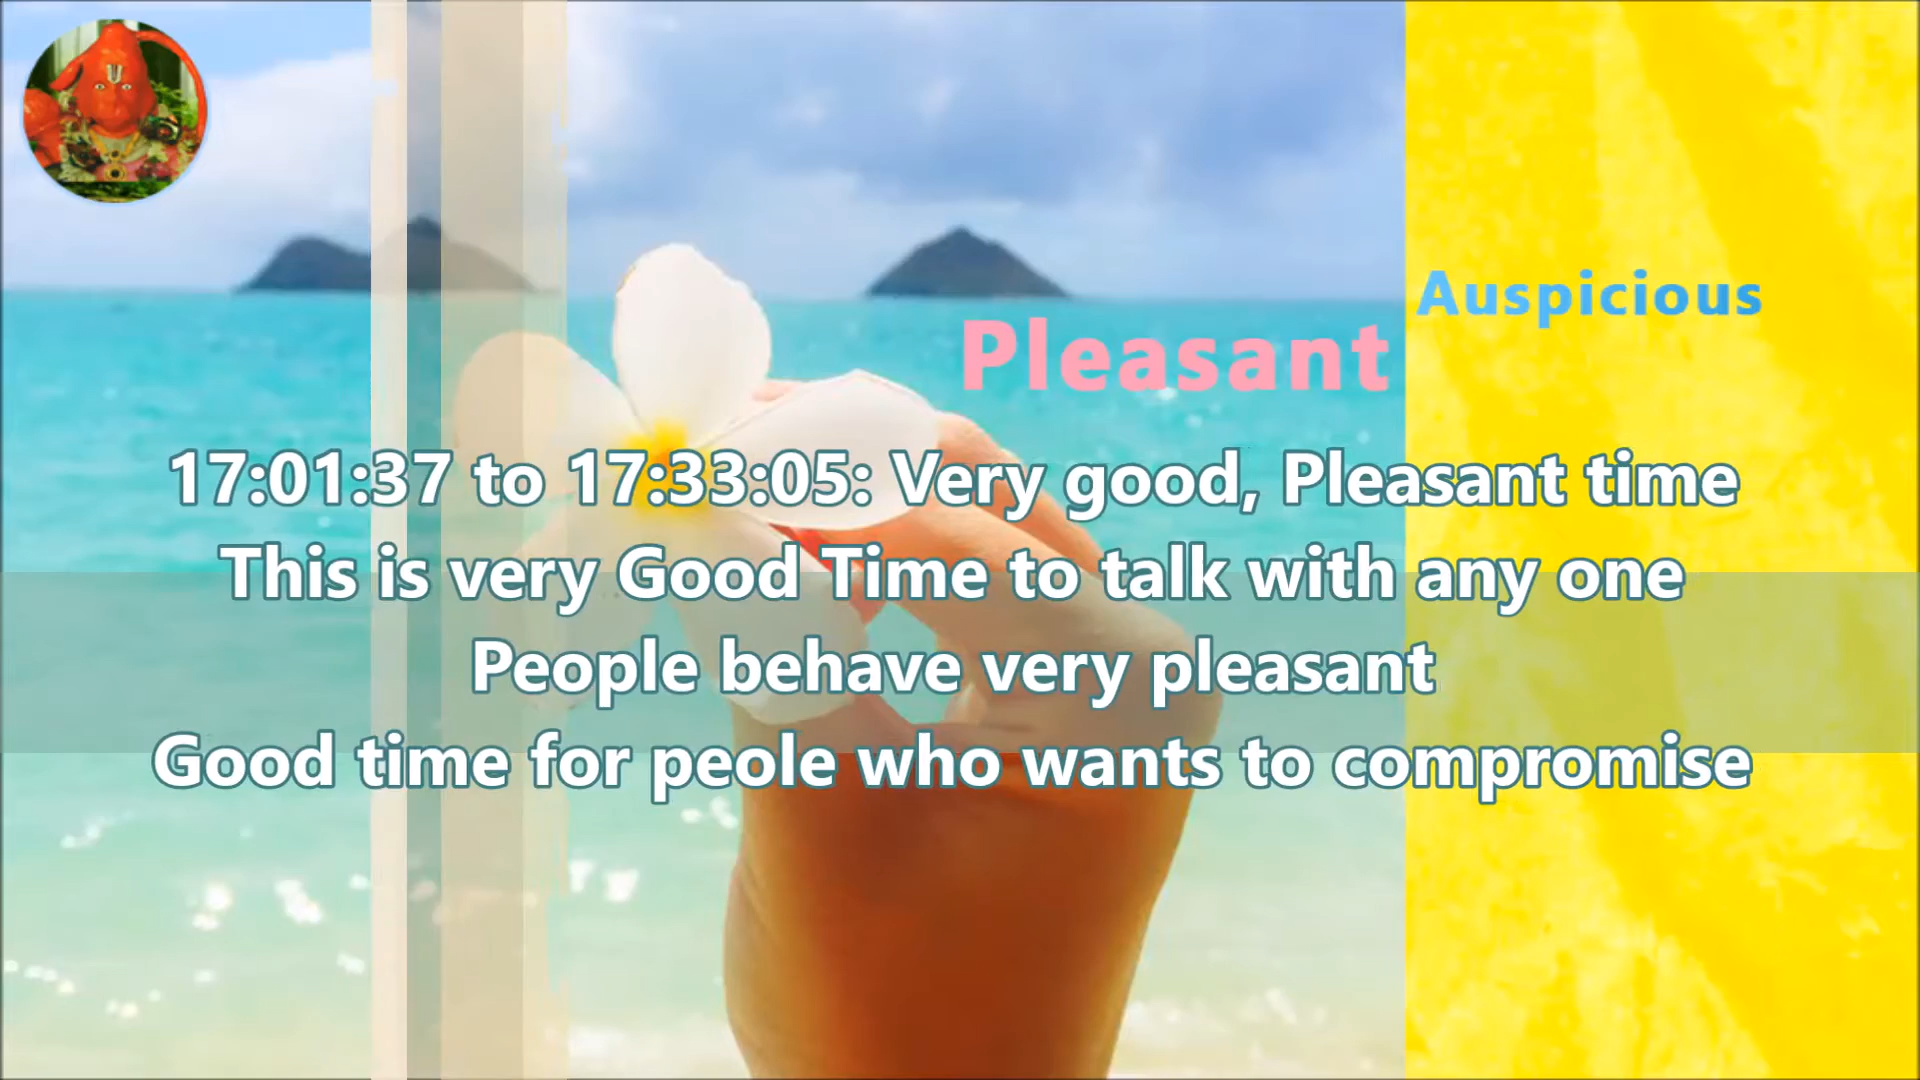 Auspicious
Pleasant
17:01:37 to 17:33:05: Very good, Pleasant time
This is very Good Time to talk with any one
People behave very pleasant
Good time for peole who wants to compromise